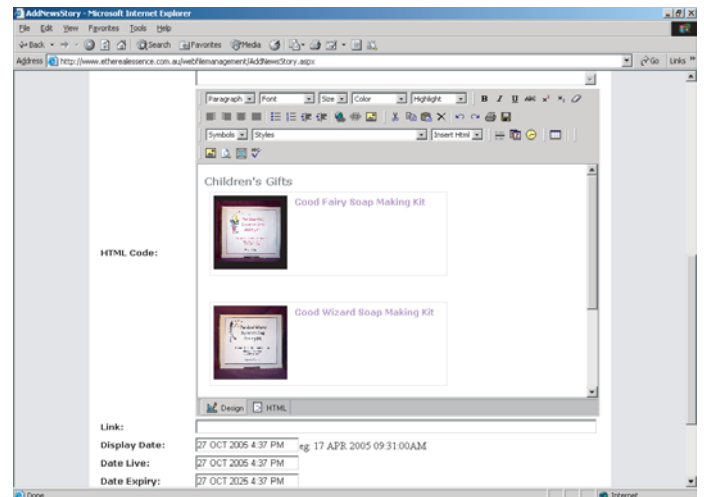 AddNewsStory - Microsoft Internet Explorer
File Edit View Favorites Tools Help
Back Search Favorites Media
Address http://www.etherealessence.com.au/webfilemanagement/AddNewsStory.aspx Go Links »
Paragraph Font Size Color Highlight B I U ABC x² x₂
Symbols Styles Insert Html
Children's Gifts
Good Fairy Soap Making Kit
HTML Code:
Good Wizard Soap Making Kit
Design HTML
Link:
Display Date: 27 OCT 2005 4:37 PM eg: 17 APR 2005 09:31:00AM
Date Live: 27 OCT 2005 4:37 PM
Date Expiry: 27 OCT 2025 4:37 PM
Done Internet